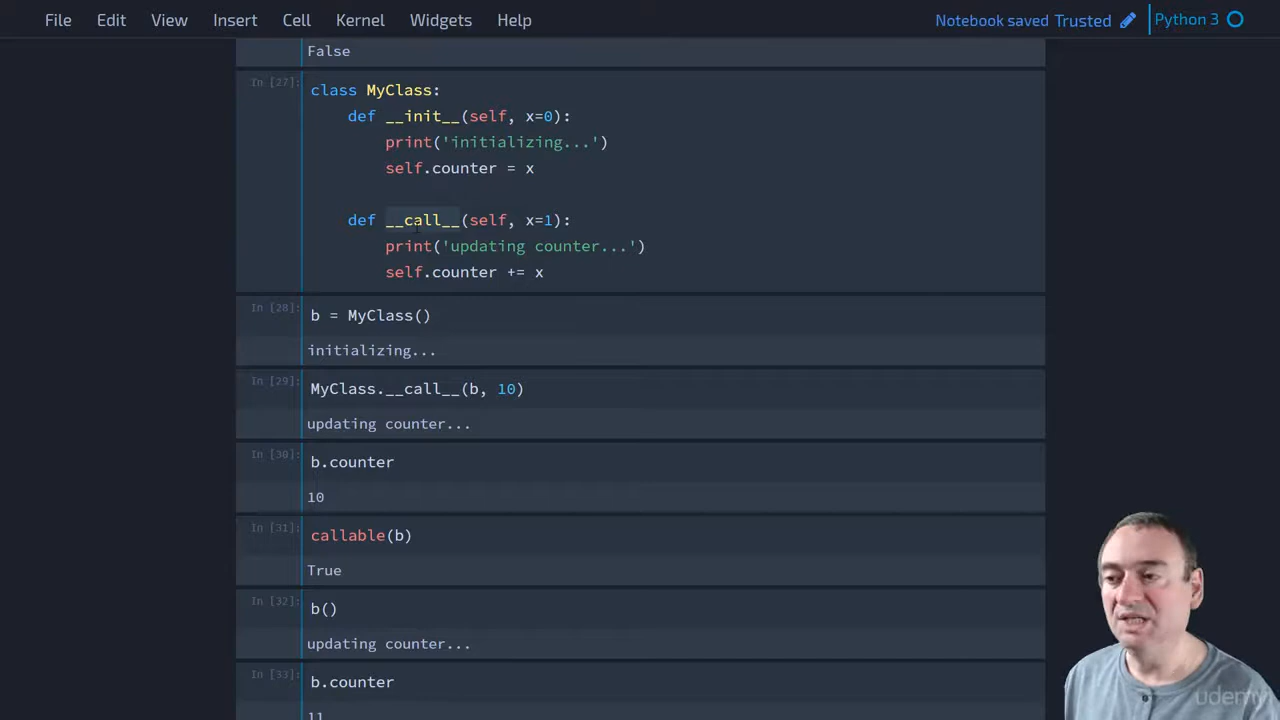 File Edit View Insert Cell Kernel Widgets Help Notebook saved Trusted Python 3
False
In [27]:
class MyClass:
    def __init__(self, x=0):
        print('initializing...')
        self.counter = x
    def __call__(self, x=1):
        print('updating counter...')
        self.counter += x
In [28]:
b = MyClass()
initializing...
In [29]:
MyClass.__call__(b, 10)
updating counter...
In [30]:
b.counter
10
In [31]:
callable(b)
True
In [32]:
b()
updating counter...
In [33]:
b.counter
11
udemy